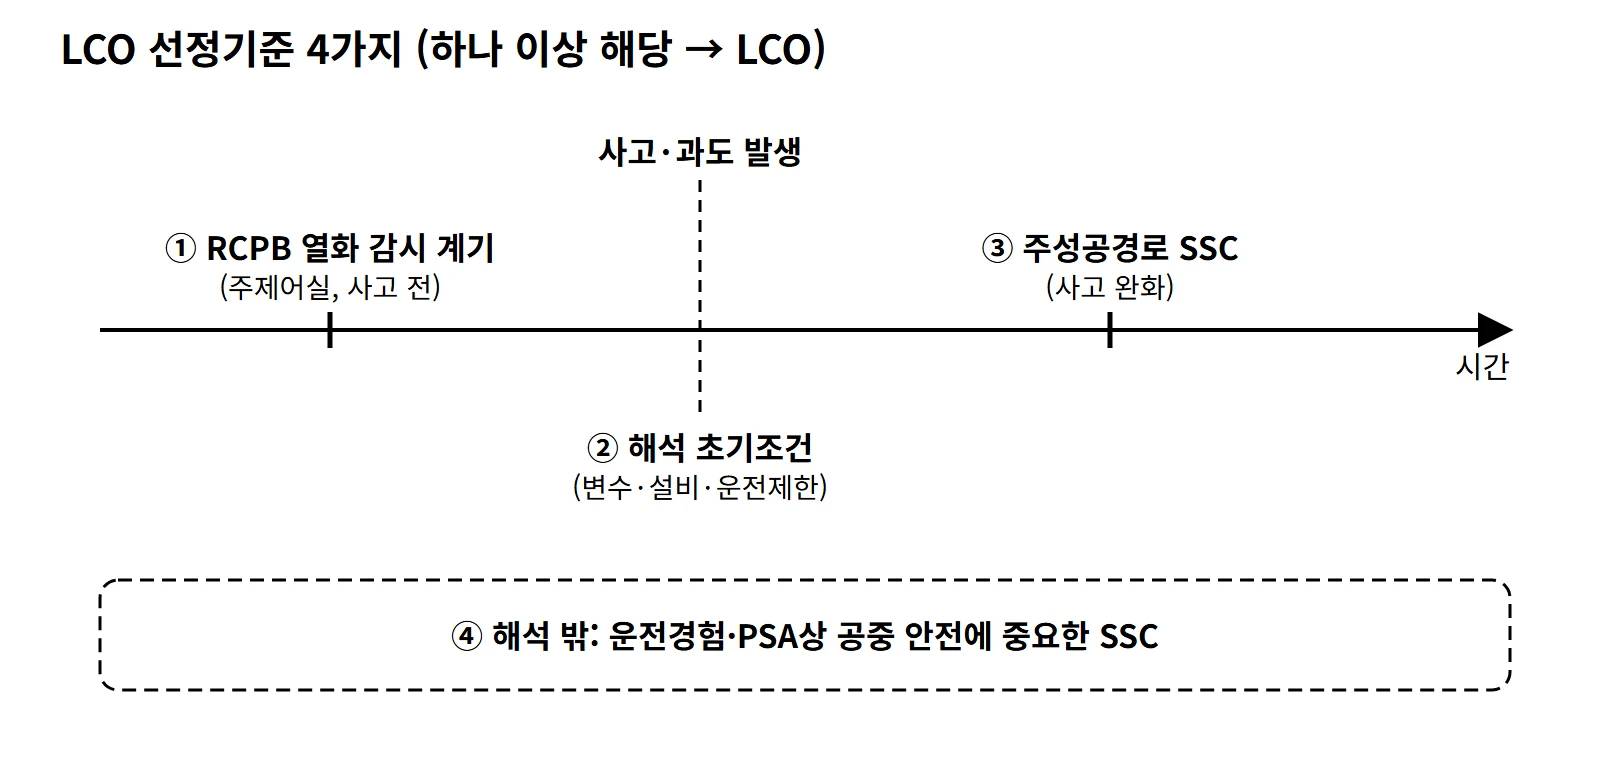 LCO 선정기준 4가지 (하나 이상 해당 → LCO)
사고·과도 발생
① RCPB 열화 감시 계기
(주제어실, 사고 전)
③ 주성공경로 SSC
(사고 완화)
시간
② 해석 초기조건
(변수·설비·운전제한)
④ 해석 밖: 운전경험·PSA상 공중 안전에 중요한 SSC